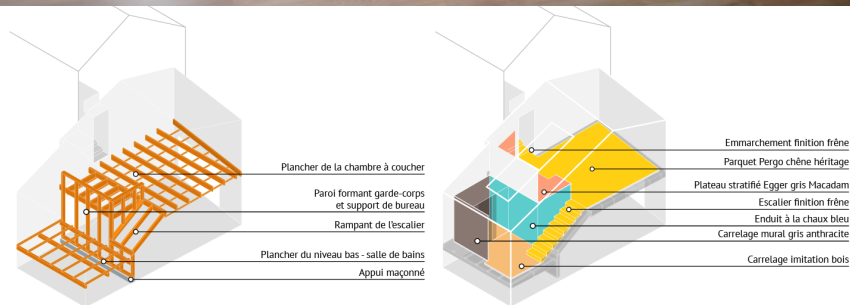 Plancher de la chambre à coucher
Paroi formant garde-corps
et support de bureau
Rampant de l'escalier
Plancher du niveau bas - salle de bains
Appui maçonné
Emmarchement finition frêne
Parquet Pergo chêne héritage
Plateau stratifié Egger gris Macadam
Escalier finition frêne
Enduit à la chaux bleu
Carrelage mural gris anthracite
Carrelage imitation bois